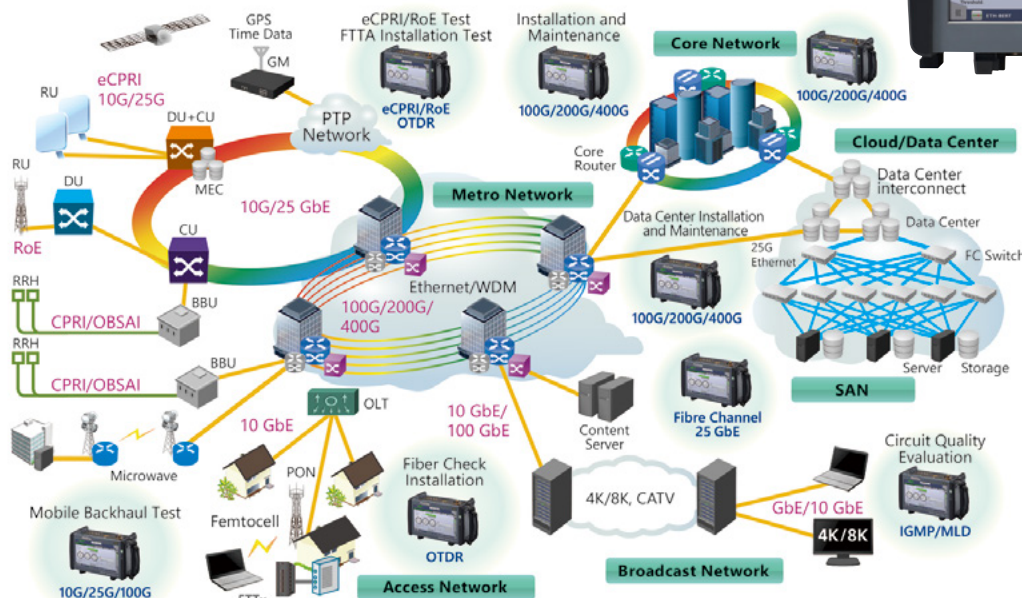 GPS
Time Data
GM
eCPRI/RoE Test
FTTA Installation Test
eCPRI/RoE
OTDR
Installation and
Maintenance
100G/200G/400G
Core Network
100G/200G/400G
eCPRI
10G/25G
RU
DU+CU
MEC
PTP
Network
Core
Router
Cloud/Data Center
RU
DU
RoE
10G/25 GbE
Metro Network
Data Center
interconnect
Data Center Installation
and Maintenance
100G/200G/400G
Data Center
25G
Ethernet
FC Switch
CU
RRH
CPRI/OBSAI
BBU
Ethernet/WDM
100G/200G/
400G
RRH
CPRI/OBSAI
BBU
Server
Storage
SAN
Fibre Channel
25 GbE
Microwave
10 GbE
OLT
PON
10 GbE/
100 GbE
Content
Server
Fiber Check
Installation
OTDR
4K/8K, CATV
GbE/10 GbE
4K/8K
Circuit Quality
Evaluation
IGMP/MLD
Mobile Backhaul Test
10G/25G/100G
Femtocell
FTTx
Access Network
Broadcast Network